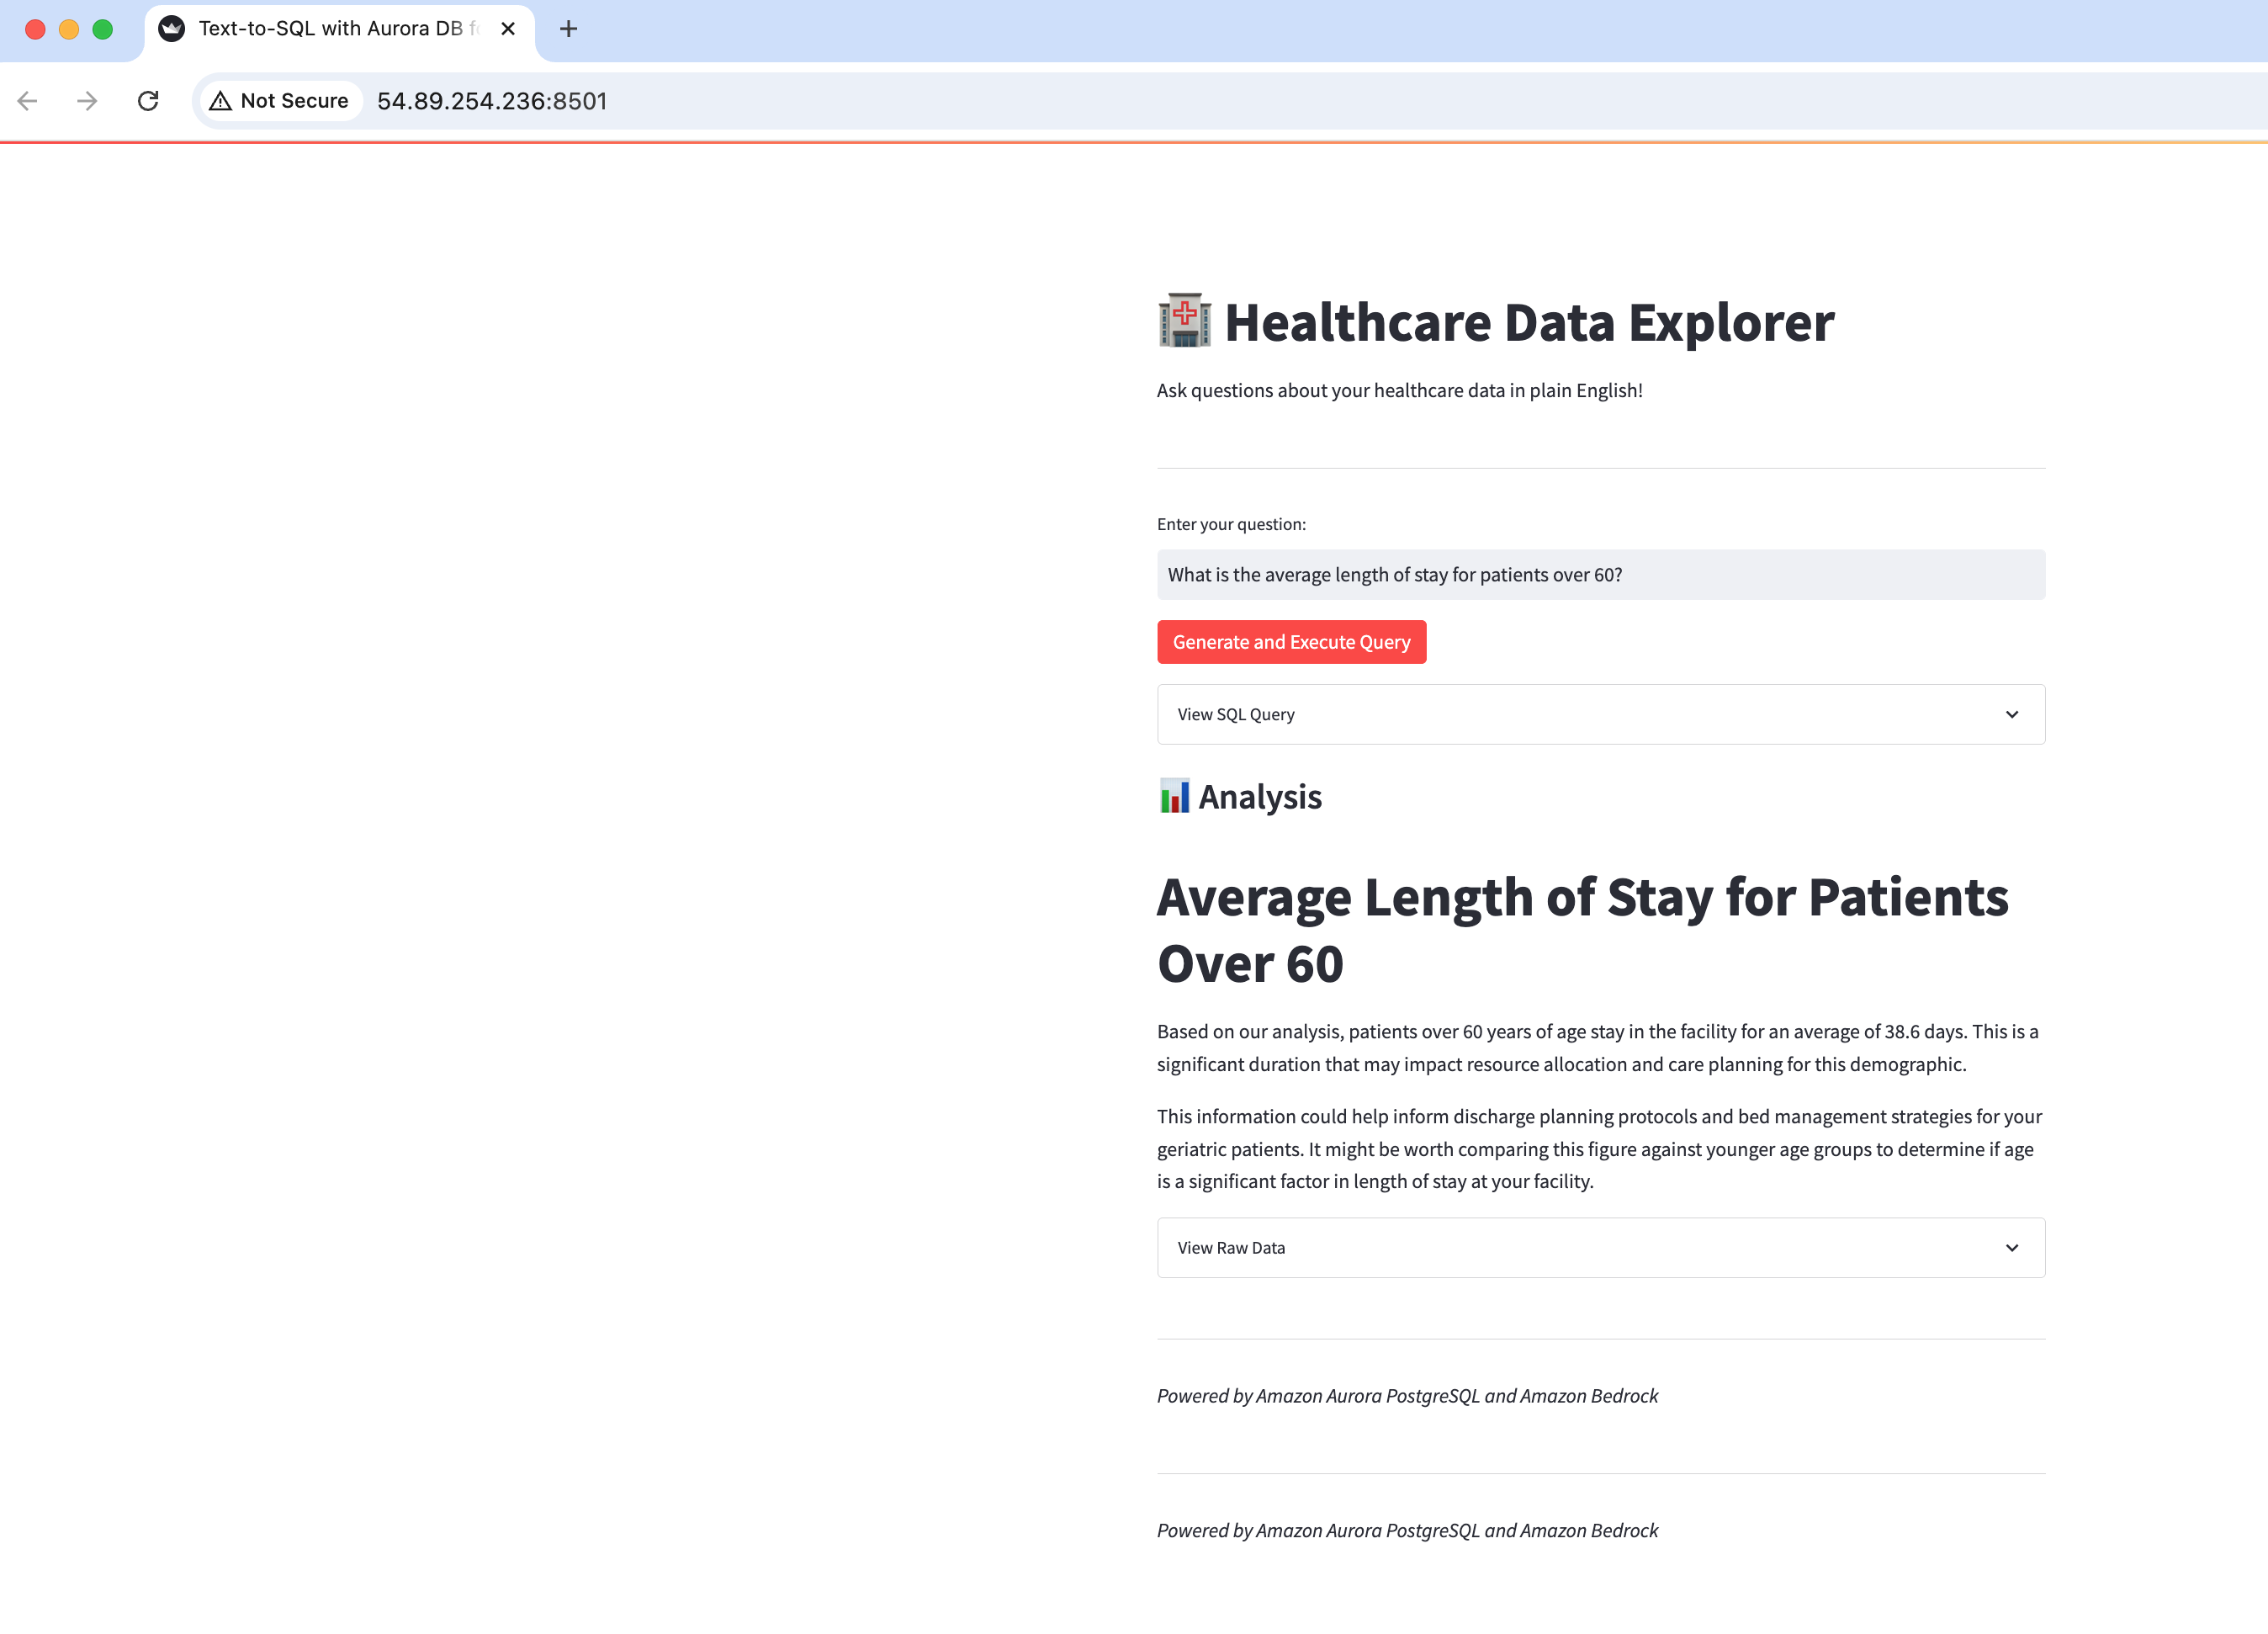 Text-to-SQL with Aurora DB
Not Secure
54.89.254.236:8501
Healthcare Data Explorer
Ask questions about your healthcare data in plain English!
Enter your question:
What is the average length of stay for patients over 60?
Generate and Execute Query
View SQL Query
Analysis
Average Length of Stay for Patients
Over 60
Based on our analysis, patients over 60 years of age stay in the facility for an average of 38.6 days. This is a
significant duration that may impact resource allocation and care planning for this demographic.
This information could help inform discharge planning protocols and bed management strategies for your
geriatric patients. It might be worth comparing this figure against younger age groups to determine if age
is a significant factor in length of stay at your facility.
View Raw Data
Powered by Amazon Aurora PostgreSQL and Amazon Bedrock
Powered by Amazon Aurora PostgreSQL and Amazon Bedrock